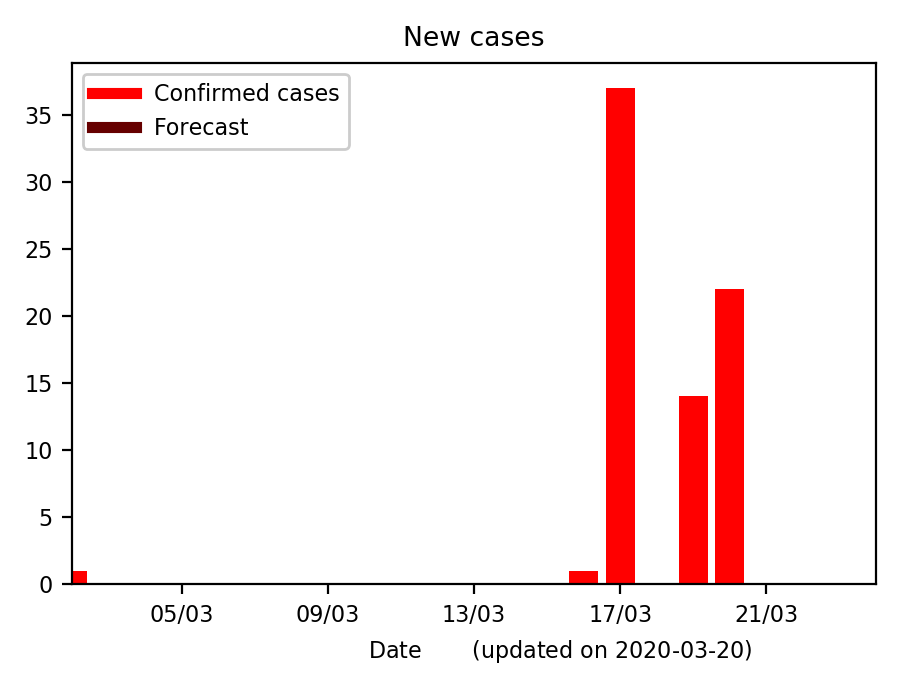 New cases
Confirmed cases
Forecast
35
30
25
20
15
10
5
0
05/03 09/03 13/03 17/03 21/03
Date (updated on 2020-03-20)